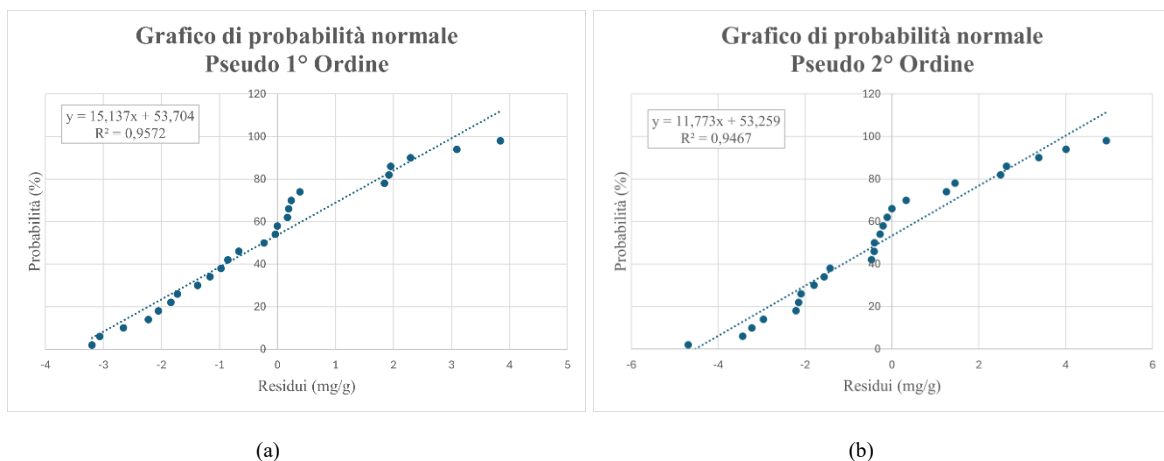 Grafico di probabilità normale
Pseudo 1° Ordine
y = 15,137x + 53,704
R² = 0,9572
120
100
80
60
40
20
0
-4 -3 -2 -1 0 1 2 3 4 5
Probabilità (%)
Residui (mg/g)
(a)
Grafico di probabilità normale
Pseudo 2° Ordine
y = 11,773x + 53,259
R² = 0,9467
120
100
80
60
40
20
0
-6 -4 -2 0 2 4 6
Probabilità (%)
Residui (mg/g)
(b)